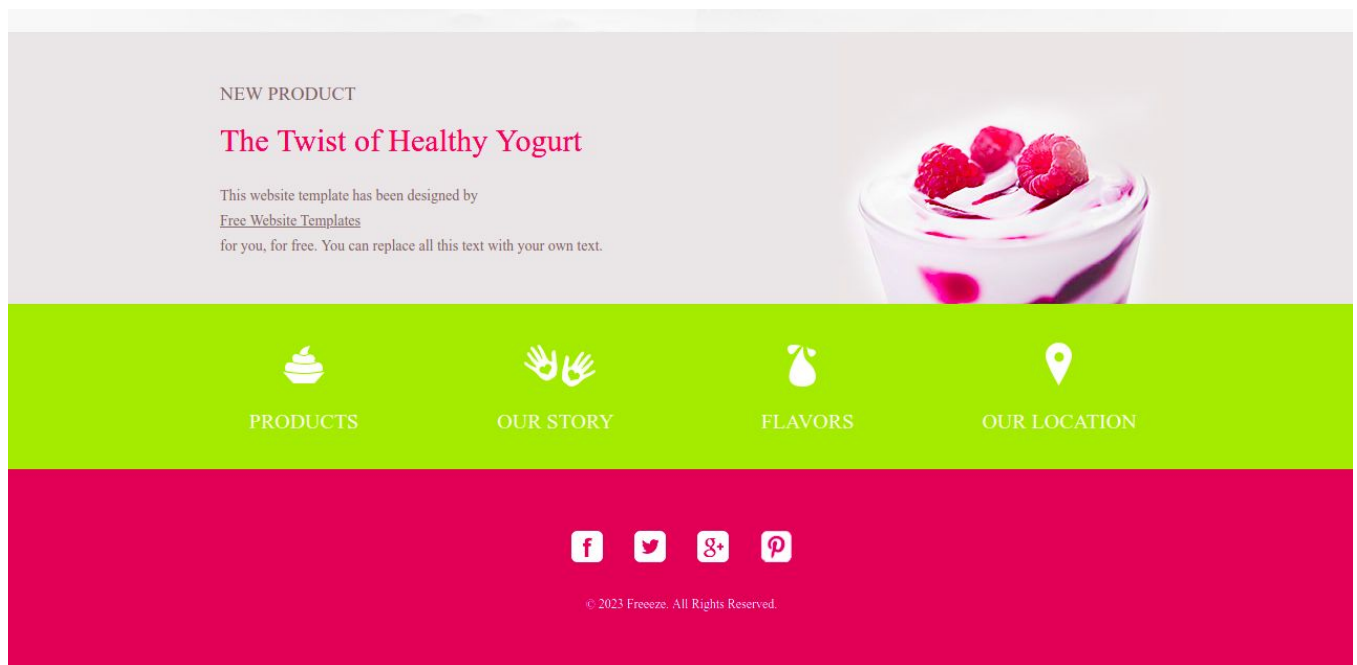 NEW PRODUCT
The Twist of Healthy Yogurt
This website template has been designed by
Free Website Templates
for you, for free. You can replace all this text with your own text.
PRODUCTS
OUR STORY
FLAVORS
OUR LOCATION
f
g+
© 2023 Freeeze. All Rights Reserved.